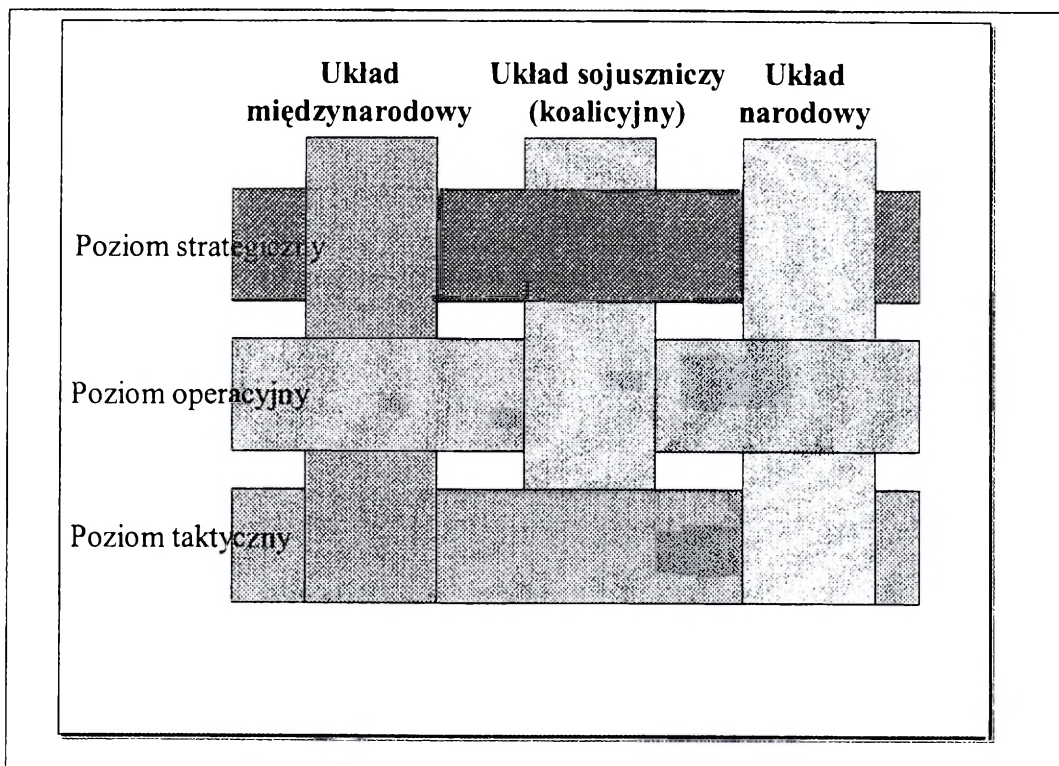 Układ
międzynarodowy
Układ sojuszniczy
(koalicyjny)
Układ
narodowy
Poziom strategiczny
Poziom operacyjny
Poziom taktyczny